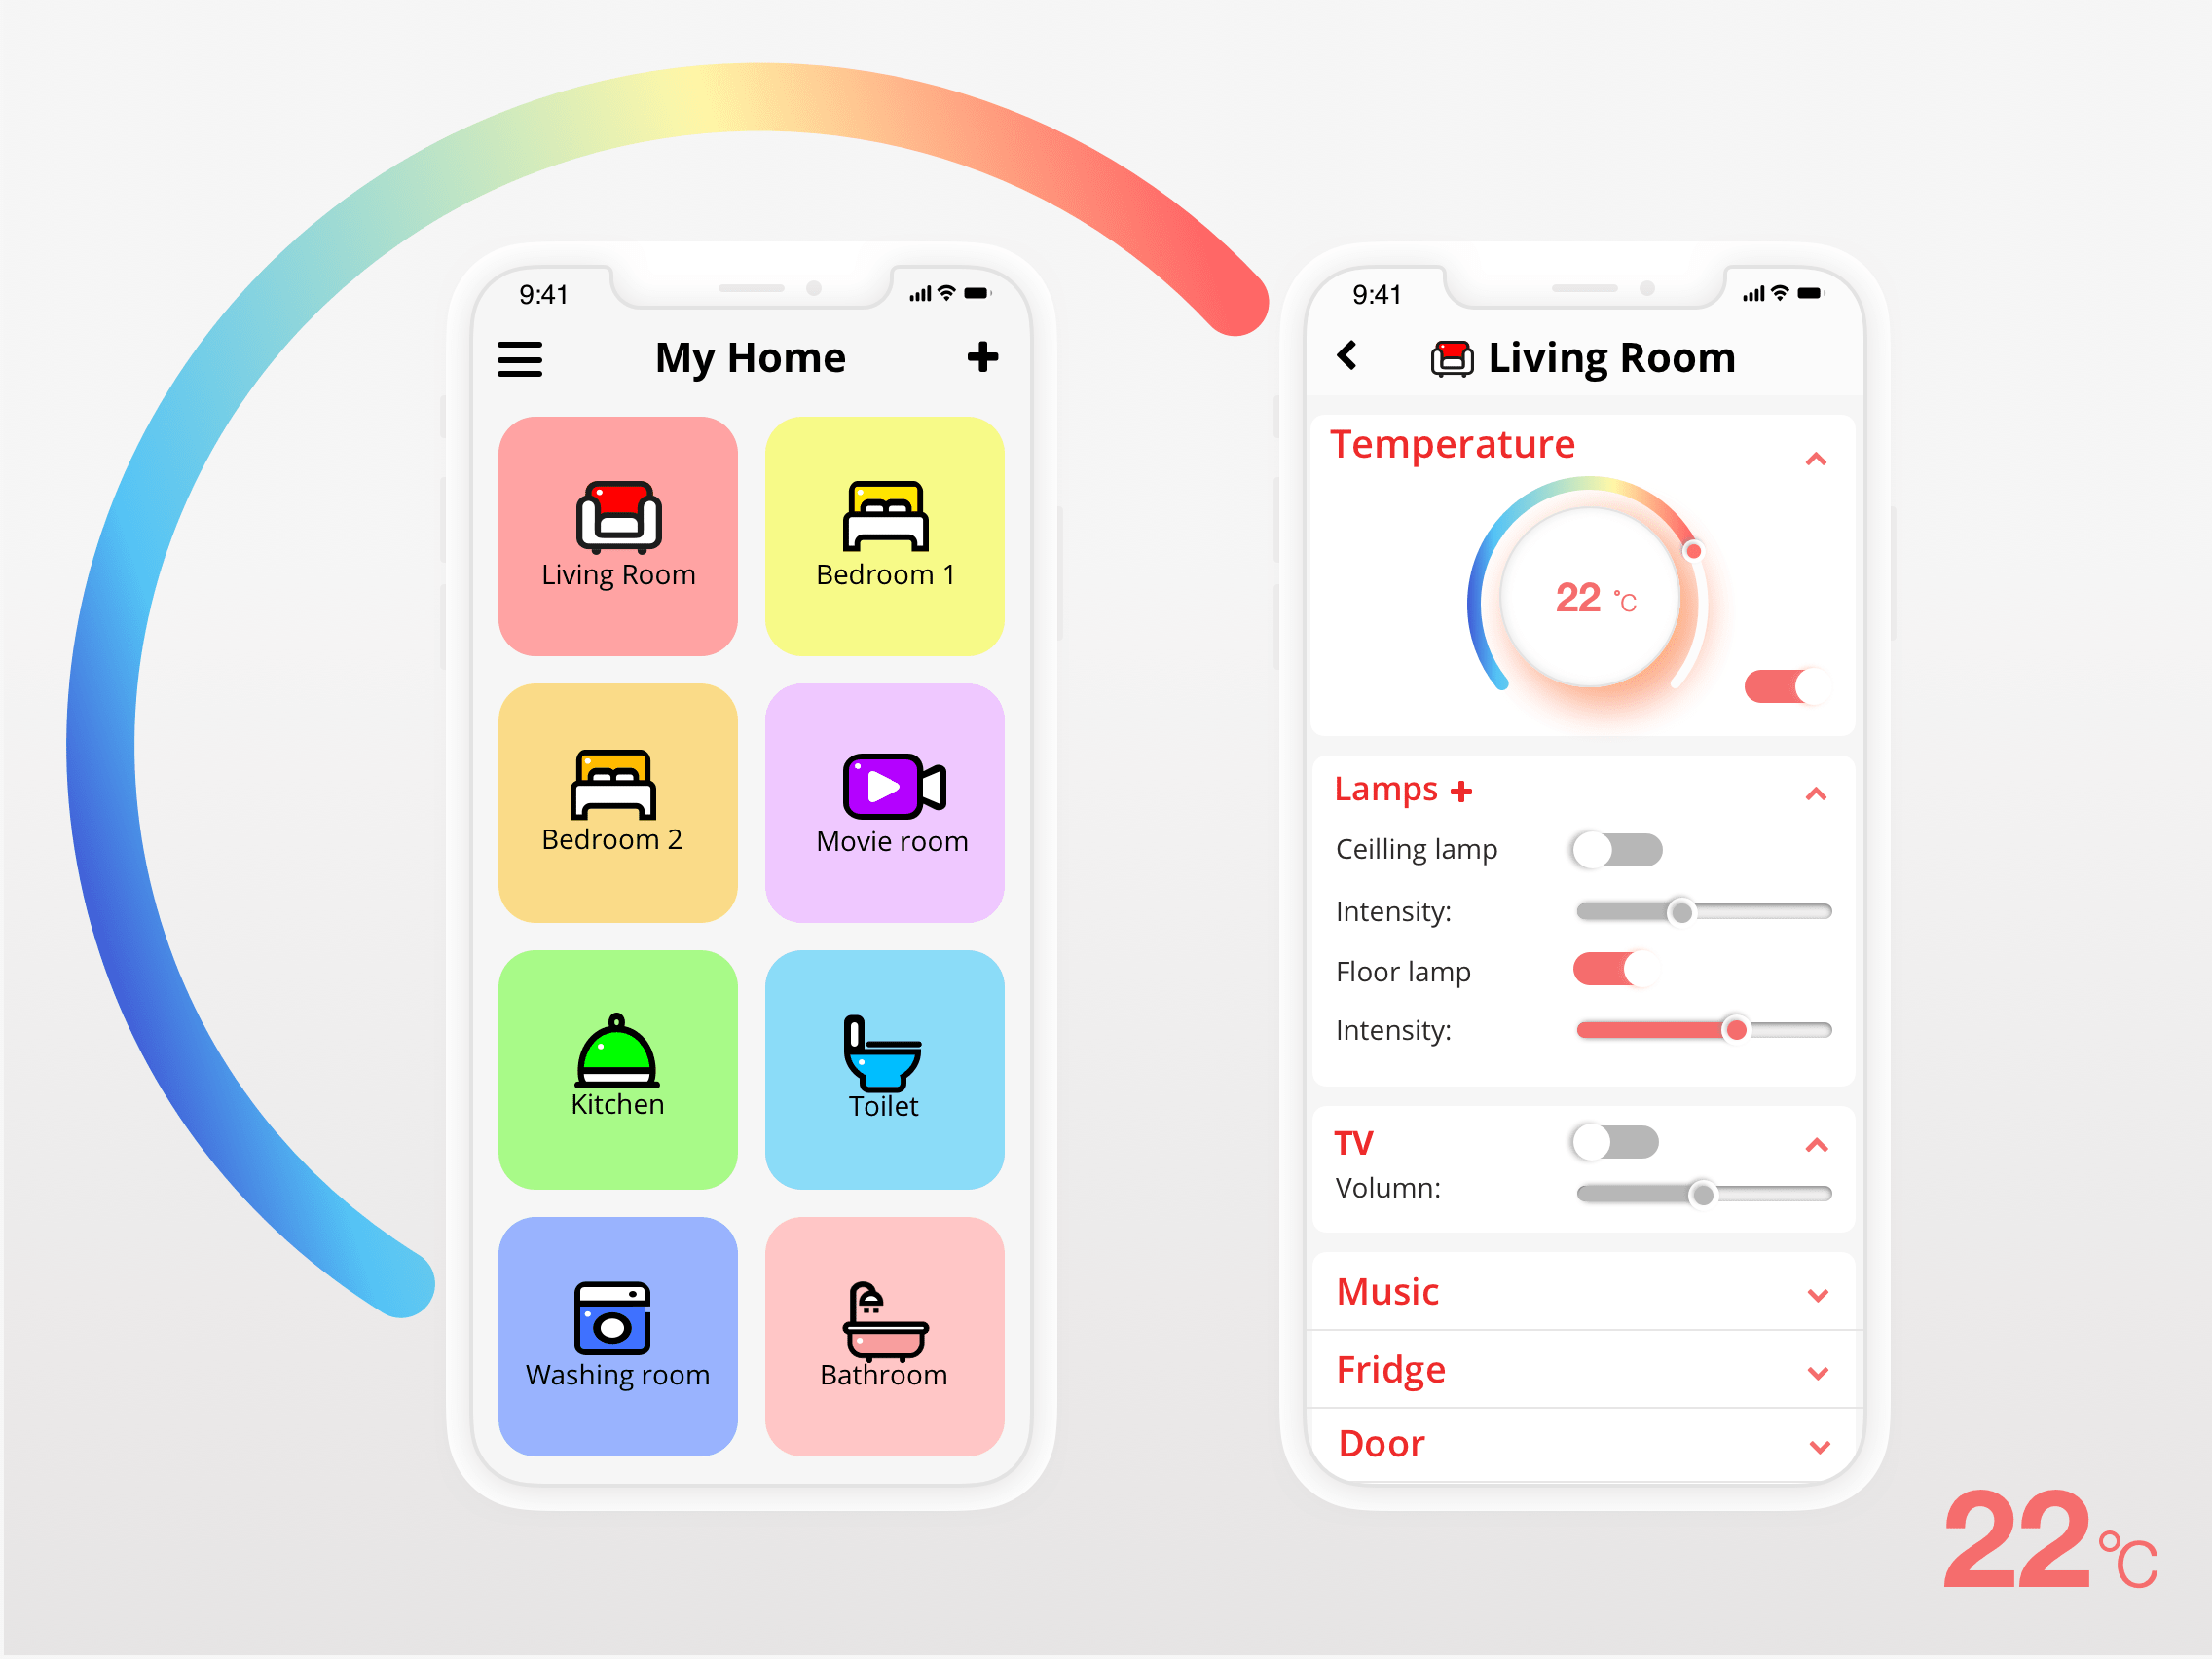 9:41
My Home
Living Room
Bedroom 1
Bedroom 2
Movie room
Kitchen
Toilet
Washing room
Bathroom
9:41
Living Room
Temperature
22 °C
Lamps +
Ceilling lamp
Intensity:
Floor lamp
Intensity:
TV
Volumn:
Music
Fridge
Door
22 °C